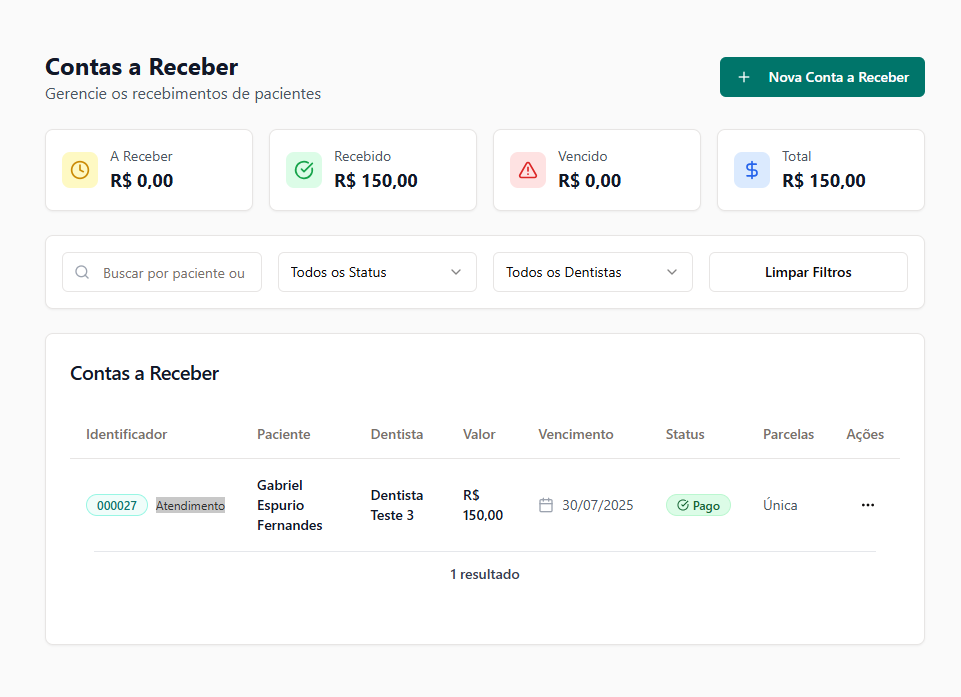 Contas a Receber
Gerencie os recebimentos de pacientes
Nova Conta a Receber
A Receber
R$ 0,00
Recebido
R$ 150,00
Vencido
R$ 0,00
Total
R$ 150,00
Buscar por paciente ou
Todos os Status
Todos os Dentistas
Limpar Filtros
Contas a Receber
Identificador Paciente Dentista Valor Vencimento Status Parcelas Ações
000027 Atendimento
Gabriel
Espurio
Fernandes
Dentista
Teste 3
R$
150,00
30/07/2025
Pago
Única
1 resultado